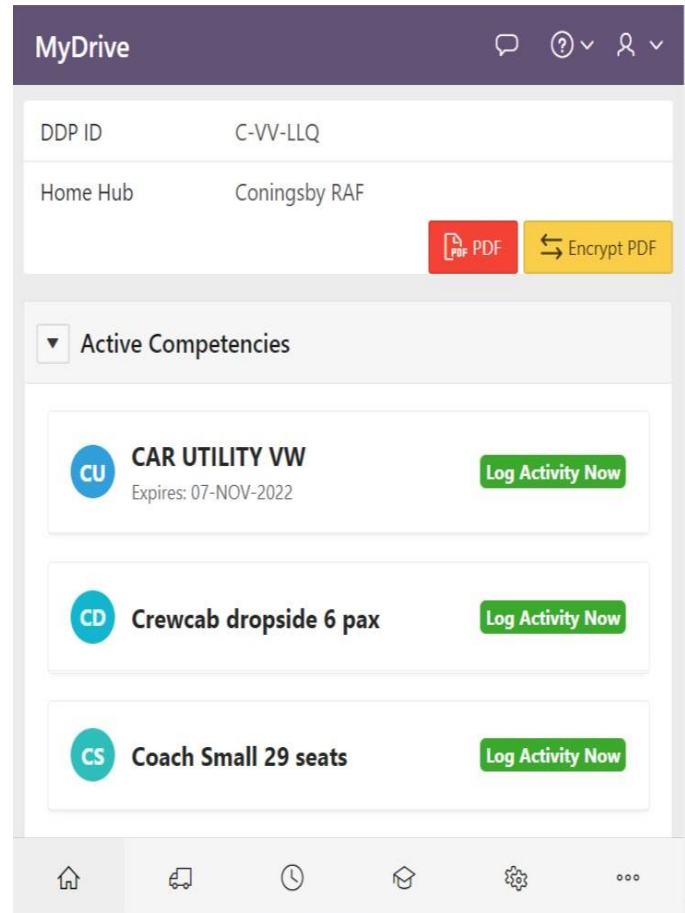 MyDrive
DDP ID C-VV-LLQ
Home Hub Coningsby RAF
PDF PDF Encrypt PDF
Active Competencies
CU CAR UTILITY VW Log Activity Now
Expires: 07-NOV-2022
CD Crewcab dropside 6 pax Log Activity Now
CS Coach Small 29 seats Log Activity Now